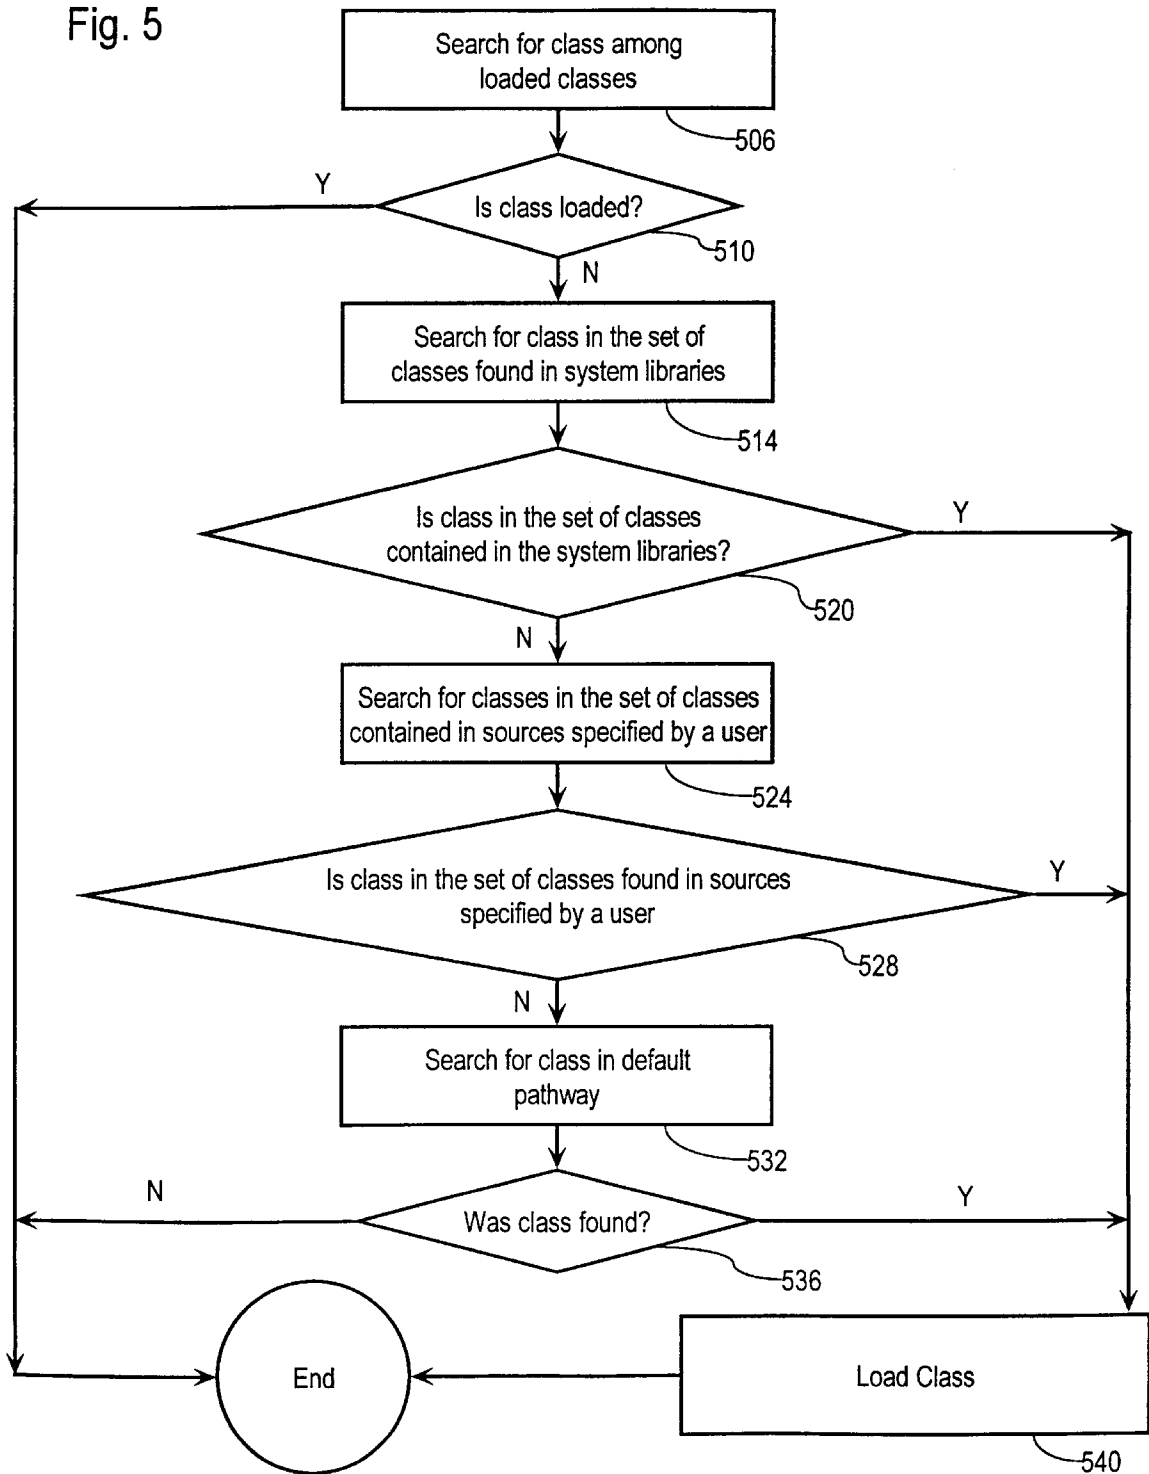 Fig. 5
Search for class among
loaded classes
506
Y
Is class loaded?
510
N
Search for class in the set of
classes found in system libraries
514
Is class in the set of classes
contained in the system libraries?
Y
520
N
Search for classes in the set of classes
contained in sources specified by a user
524
Is class in the set of classes found in sources
specified by a user
Y
528
N
Search for class in default
pathway
532
N
Was class found?
Y
536
End
Load Class
540